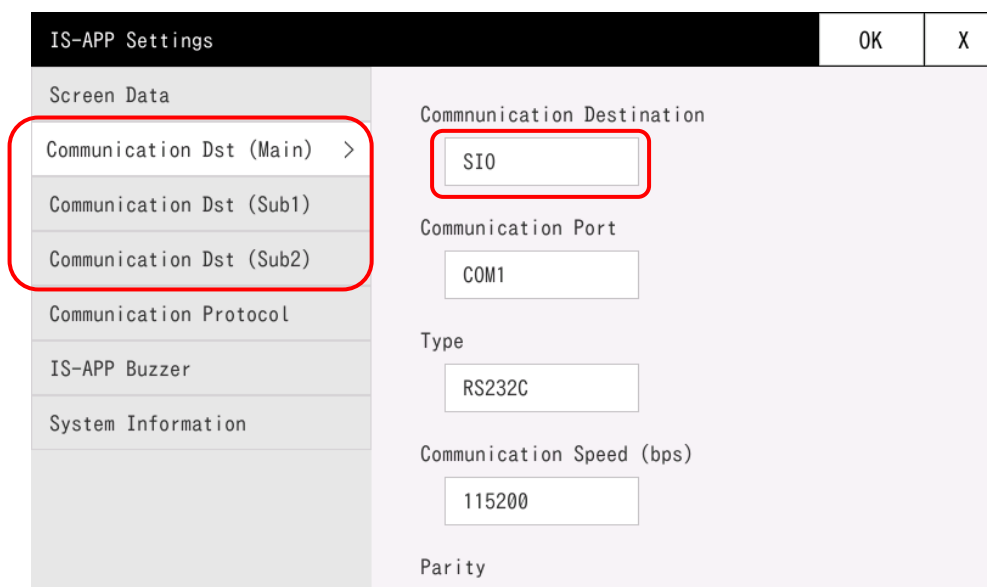 IS-APP Settings
OK
X
Screen Data
Communication Dst (Main) >
Communication Dst (Sub1)
Communication Dst (Sub2)
Communication Protocol
IS-APP Buzzer
System Information
Commnunication Destination
SIO
Communication Port
COM1
Type
RS232C
Communication Speed (bps)
115200
Parity